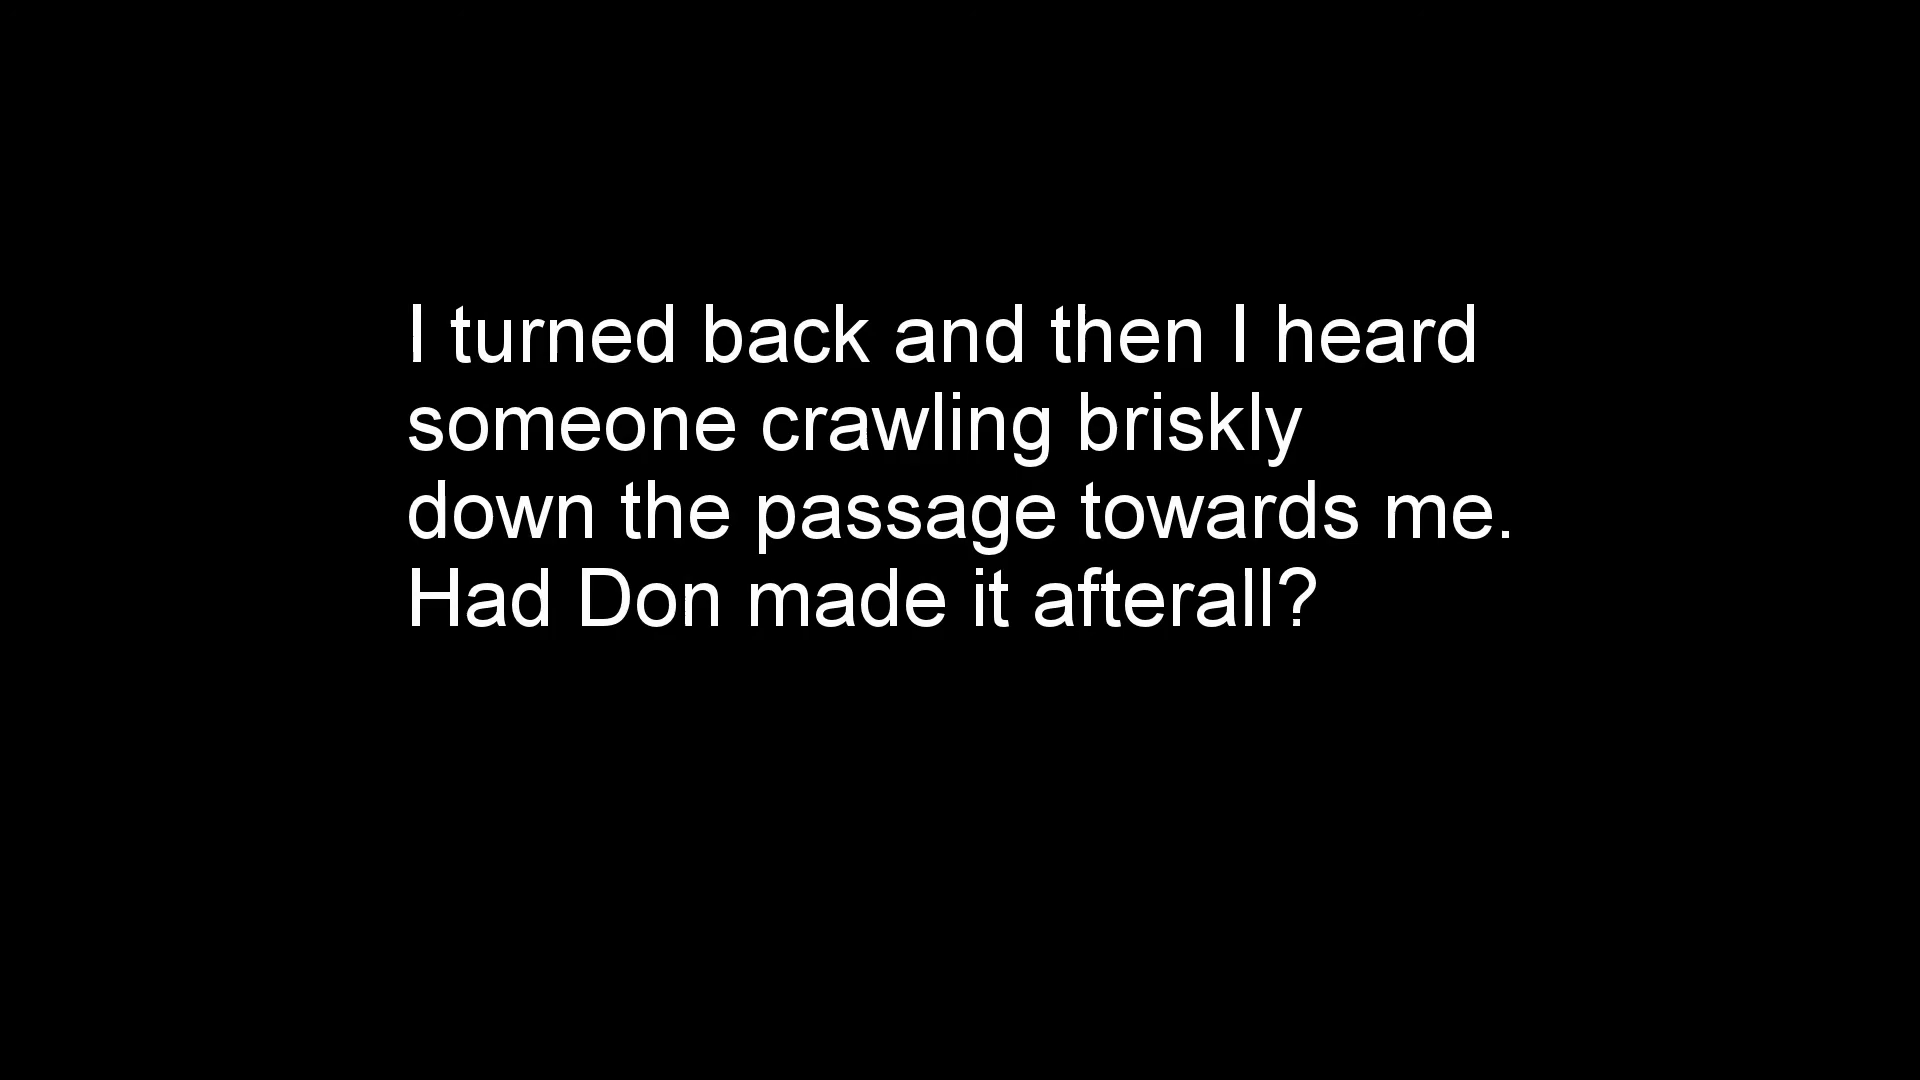 I turned back and then I heard
someone crawling briskly
down the passage towards me.
Had Don made it afterall?